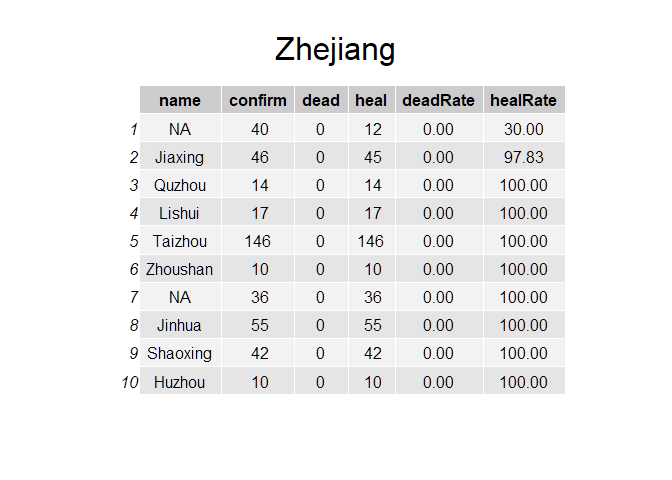 Zhejiang
name confirm dead heal deadRate healRate
1 NA 40 0 12 0.00 30.00
2 Jiaxing 46 0 45 0.00 97.83
3 Quzhou 14 0 14 0.00 100.00
4 Lishui 17 0 17 0.00 100.00
5 Taizhou 146 0 146 0.00 100.00
6 Zhoushan 10 0 10 0.00 100.00
7 NA 36 0 36 0.00 100.00
8 Jinhua 55 0 55 0.00 100.00
9 Shaoxing 42 0 42 0.00 100.00
10 Huzhou 10 0 10 0.00 100.00